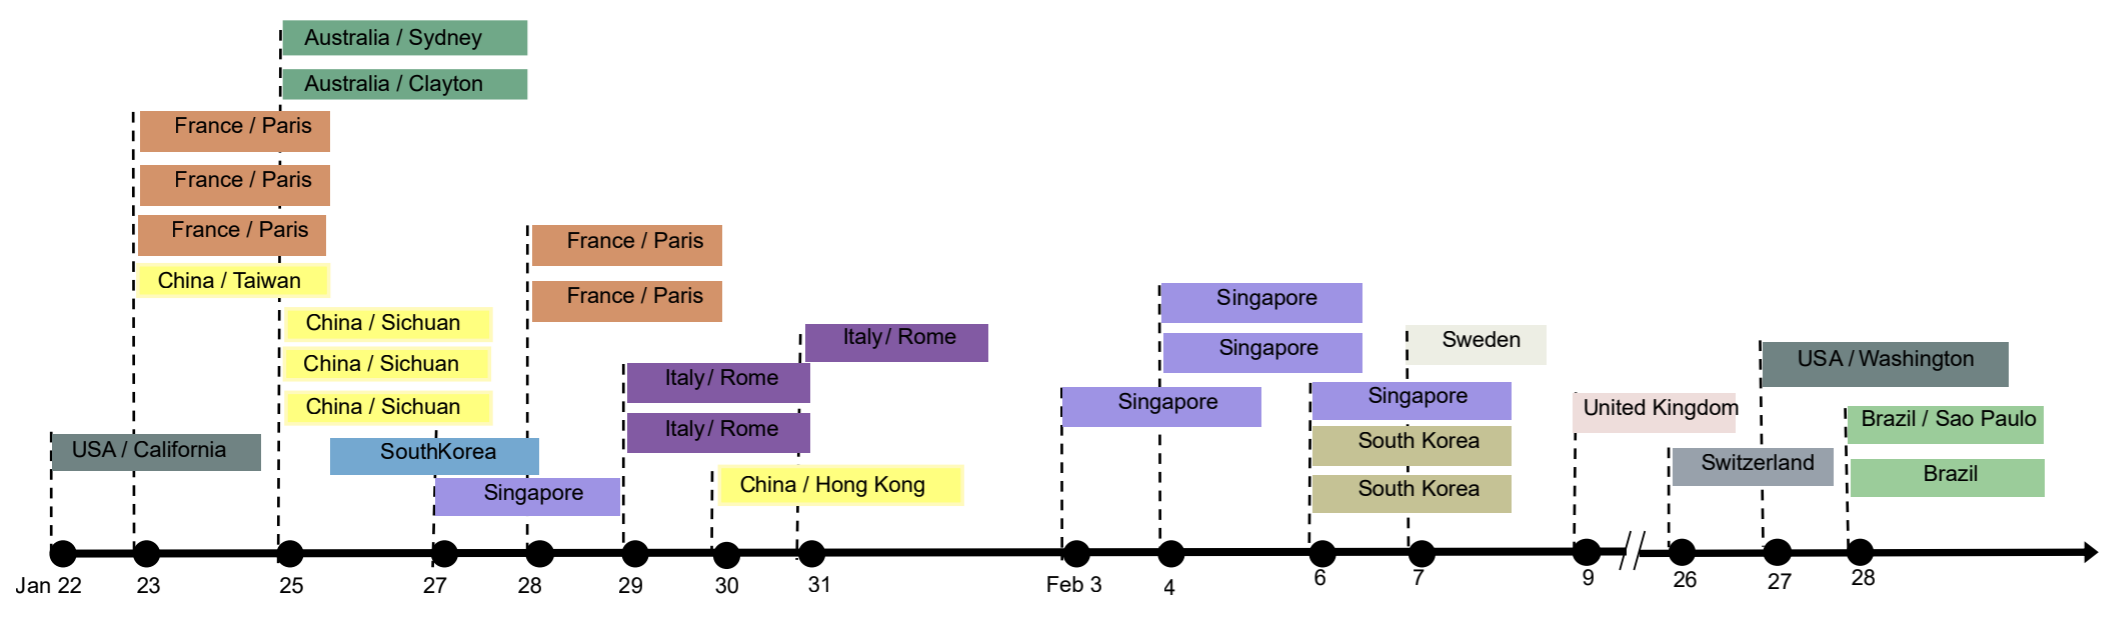 Australia / Sydney
Australia / Clayton
France / Paris
France / Paris
France / Paris
China / Taiwan
China / Sichuan
China / Sichuan
China / Sichuan
USA / California
SouthKorea
Singapore
France / Paris
France / Paris
Italy / Rome
Italy / Rome
Italy / Rome
China / Hong Kong
Singapore
Singapore
Singapore
Sweden
Singapore
South Korea
South Korea
United Kingdom
USA / Washington
Switzerland
Brazil / Sao Paulo
Brazil
Jan 22 23 25 27 28 29 30 31 Feb 3 4 6 7 9 26 27 28